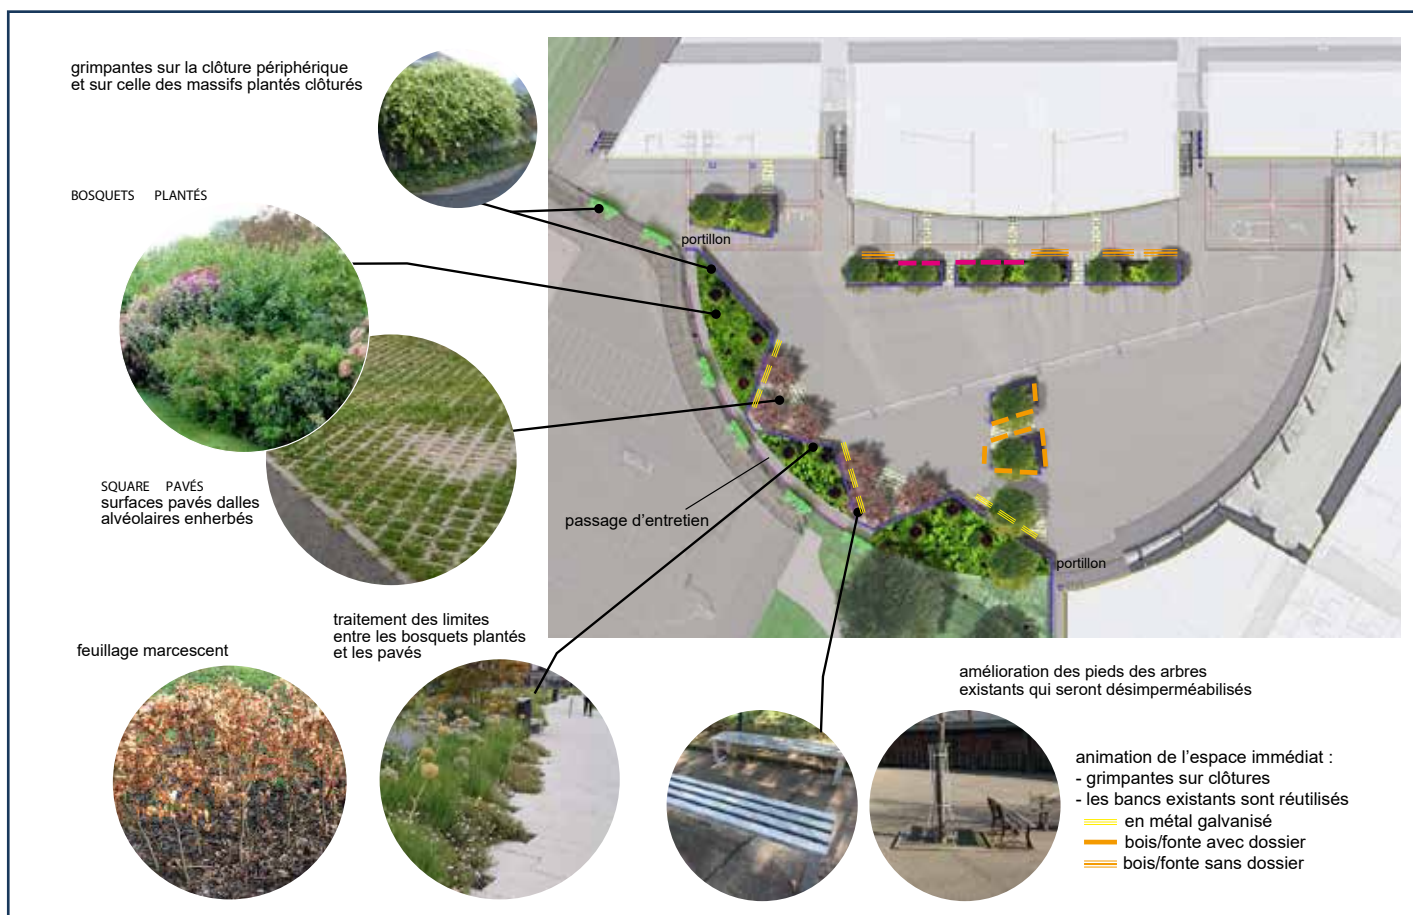 grimpantes sur la clôture périphérique
et sur celle des massifs plantés clôturés
BOSQUETS PLANTÉS
portillon
SQUARE PAVÉS
surfaces pavés dalles
alvéolaires enherbés
passage d'entretien
portillon
traitement des limites
entre les bosquets plantés
et les pavés
feuillage marcescent
amélioration des pieds des arbres
existants qui seront désimperméabilisés
animation de l'espace immédiat :
- grimpantes sur clôtures
- les bancs existants sont réutilisés
en métal galvanisé
bois/fonte avec dossier
bois/fonte sans dossier